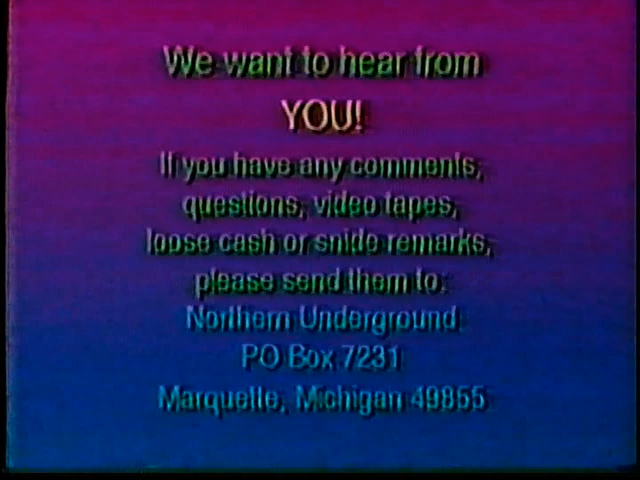 We want to hear from
YOU!
If you have any comments,
questions, video tapes,
loose cash or snide remarks,
please send them to:
Northern Underground
PO Box 7231
Marquette, Michigan 49855